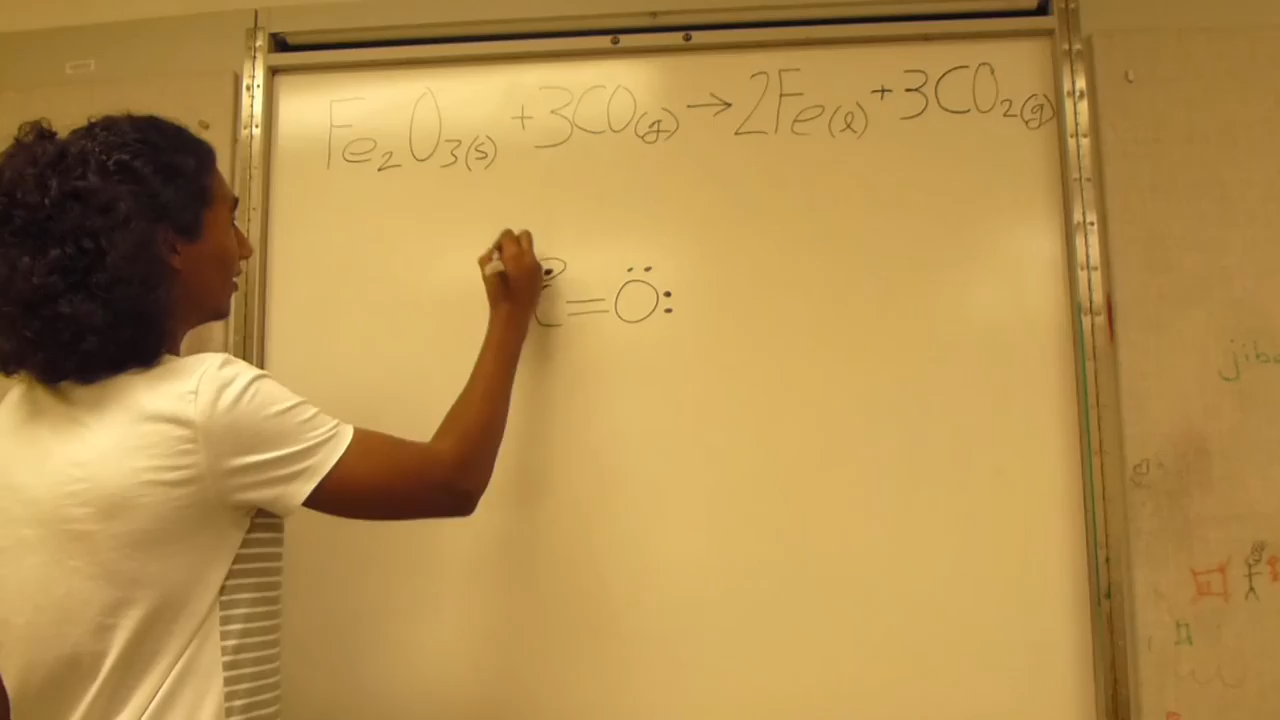 Fe₂O₃(s) + 3CO(g) → 2Fe(l) + 3CO₂(g)
C=O